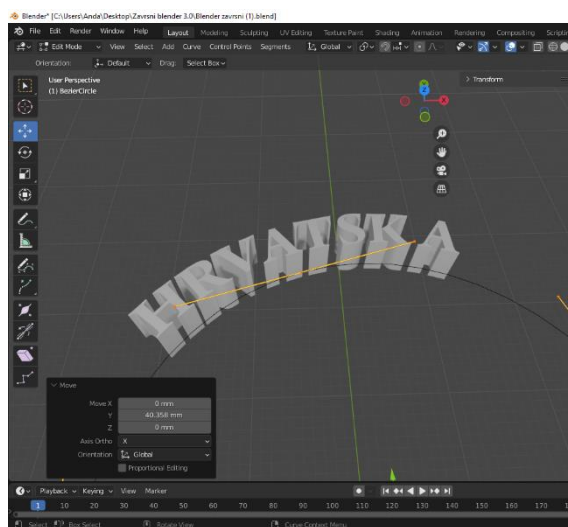 Blender* [C:\Users\Anda\Desktop\Zavrsni blender 3.0\Blender zavrsni (1).blend]
File Edit Render Window Help Layout Modeling Sculpting UV Editing Texture Paint Shading Animation Rendering Compositing Scripting
Edit Mode View Select Add Curve Control Points Segments Global
Orientation: Default Drag: Select Box
User Perspective
(1) BezierCircle
Transform
Z
X
HRVATSKA
Move
Move X 0 mm
Y 40.358 mm
Z 0 mm
Axis Ortho X
Orientation Global
Proportional Editing
Playback Keying View Marker
1 10 20 30 40 50 60 70 80 90 100 110 120 130 140 150 160 170
Select Box Select Rotate View Curve Context Menu